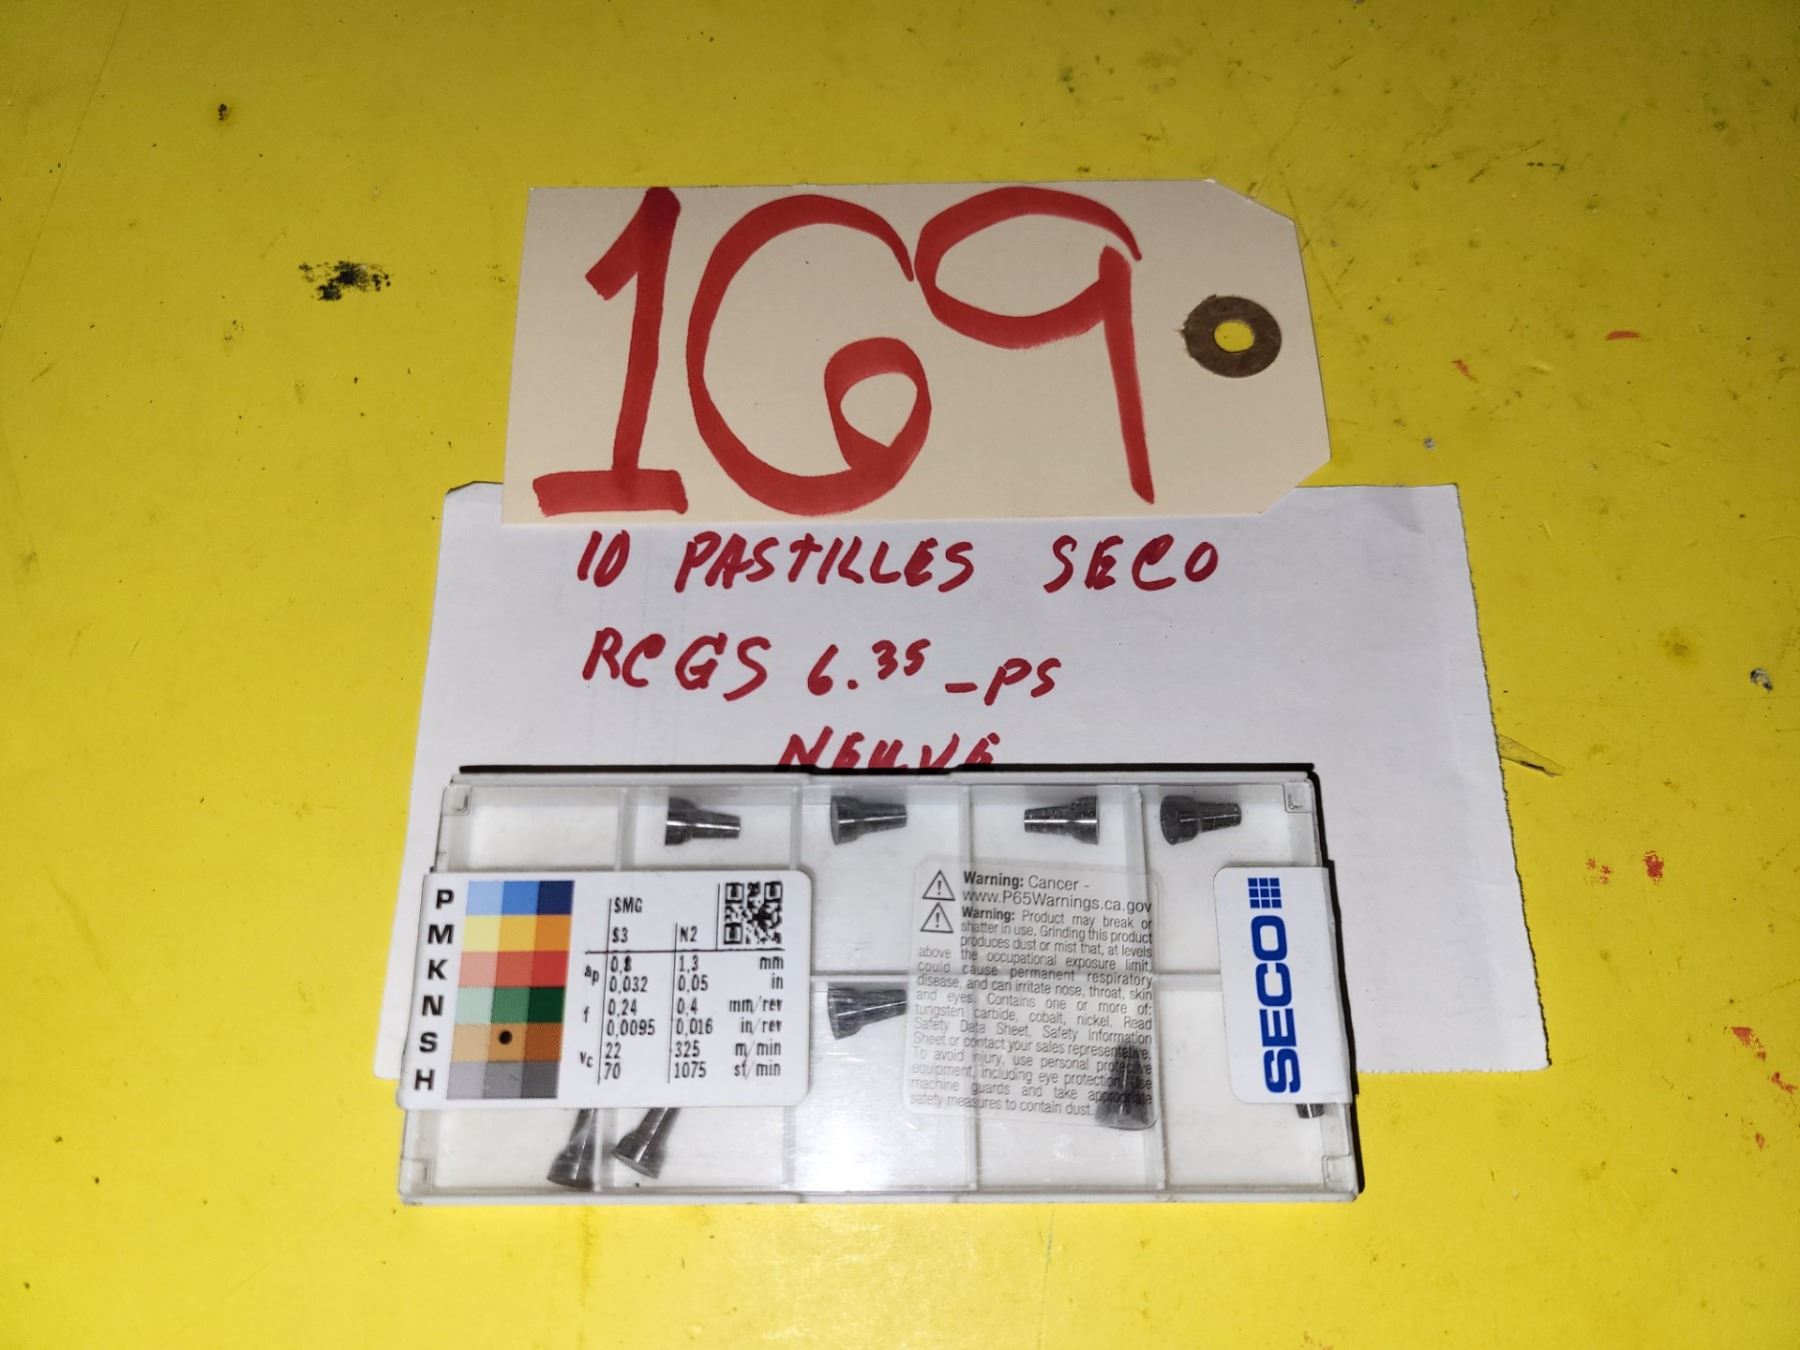 169
10 PASTILLES SECO
RCGS 6.35-PS
NEUVE
P
M
K
N
S
H
SMG
S3 N2
ap 0,8 1,3 mm
0,032 0,05 in
f 0,24 0,4 mm/rev
0,0095 0,016 in/rev
vc 22 325 m/min
70 1075 sf/min
Warning: Cancer -
www.P65Warnings.ca.gov
Warning: Product may break or
shatter in use. Grinding this product
produces dust or mist that, at levels
above the occupational exposure limit,
could cause permanent respiratory
disease, and can irritate nose, throat, skin
and eyes. Contains one or more of:
tungsten carbide, cobalt, nickel. Read
Safety Data Sheet, Safety Information
Sheet or contact your sales representative.
To avoid injury, use personal protective
equipment, including eye protection, use
machine guards and take appropriate
safety measures to contain dust.
SECO